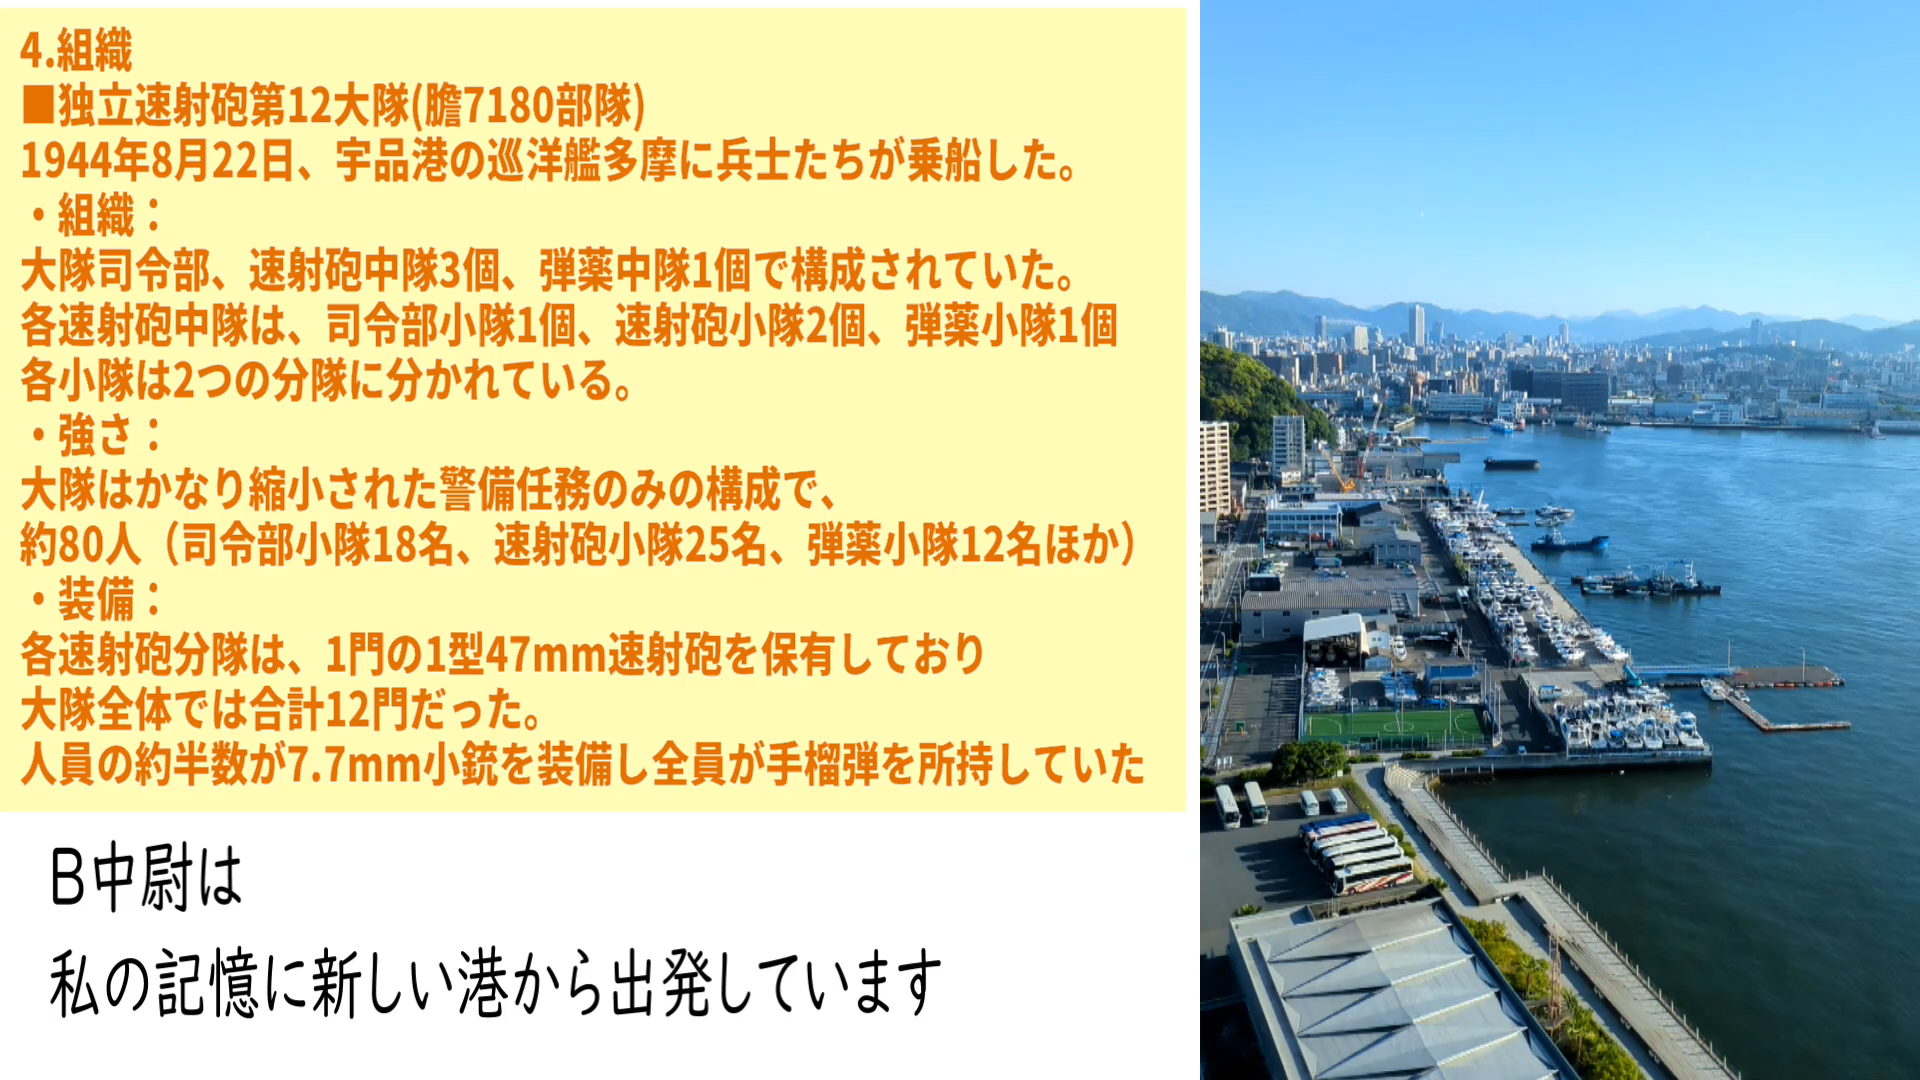 4.組織
■独立速射砲第12大隊(膽7180部隊)
1944年8月22日、宇品港の巡洋艦多摩に兵士たちが乗船した。
・組織：
大隊司令部、速射砲中隊3個、弾薬中隊1個で構成されていた。
各速射砲中隊は、司令部小隊1個、速射砲小隊2個、弾薬小隊1個
各小隊は2つの分隊に分かれている。
・強さ：
大隊はかなり縮小された警備任務のみの構成で、
約80人（司令部小隊18名、速射砲小隊25名、弾薬小隊12名ほか）
・装備：
各速射砲分隊は、1門の1型47mm速射砲を保有しており
大隊全体では合計12門だった。
人員の約半数が7.7mm小銃を装備し全員が手榴弾を所持していた
B中尉は
私の記憶に新しい港から出発しています